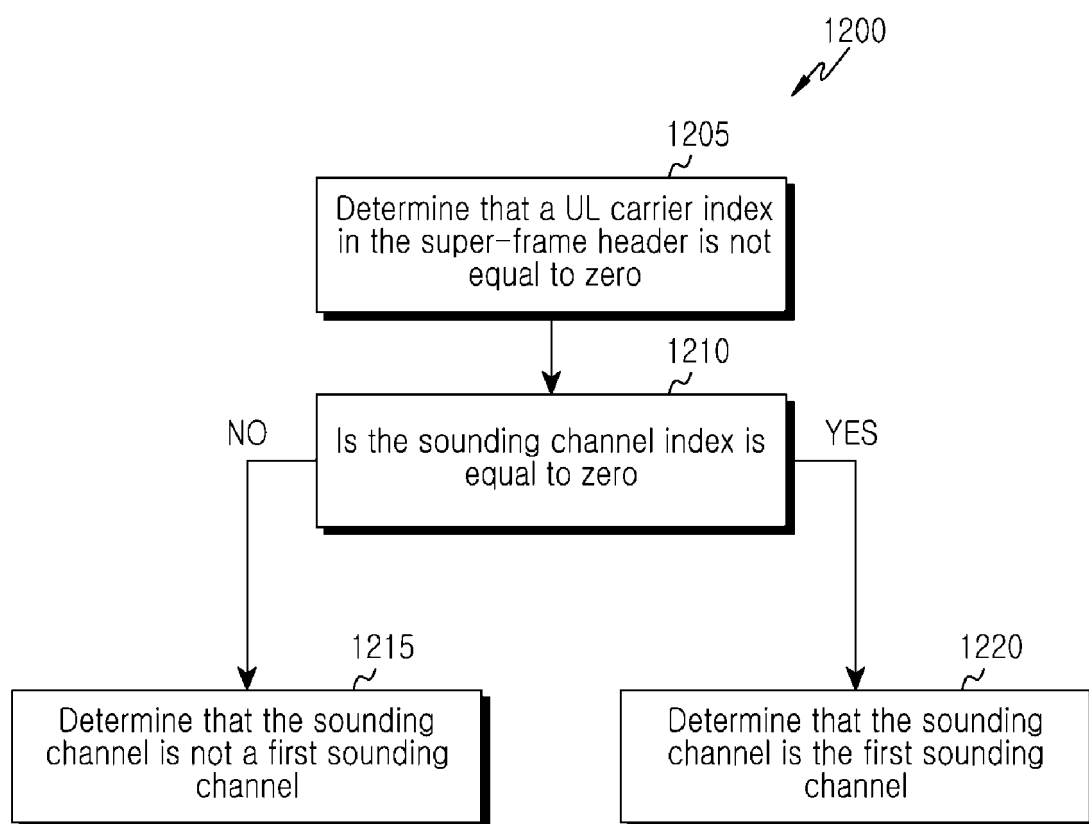 1200
1205
Determine that a UL carrier index
in the super-frame header is not
equal to zero
1210
NO
Is the sounding channel index is
equal to zero
YES
1215
Determine that the sounding
channel is not a first sounding
channel
1220
Determine that the sounding
channel is the first sounding
channel